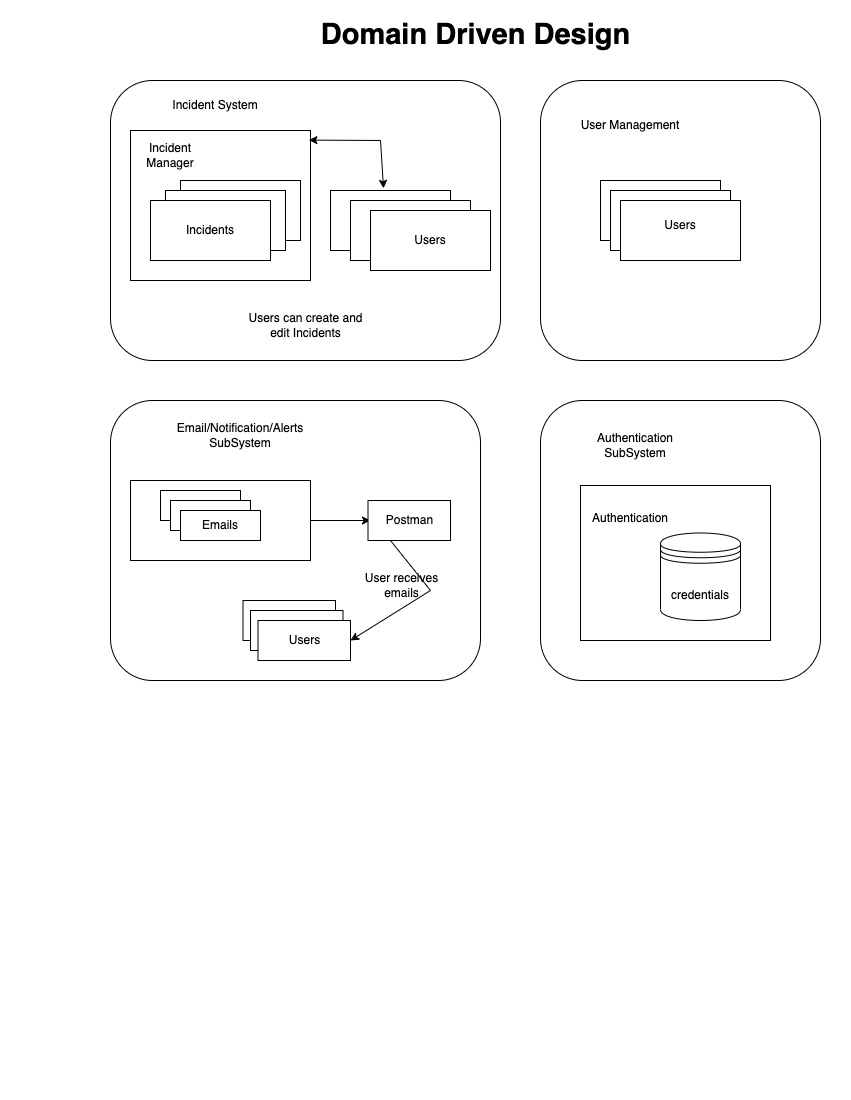 Domain Driven Design
Incident System
Incident
Manager
Incidents
Users
Users can create and
edit Incidents
User Management
Users
Email/Notification/Alerts
SubSystem
Emails
Postman
User receives
emails
Users
Authentication
SubSystem
Authentication
credentials